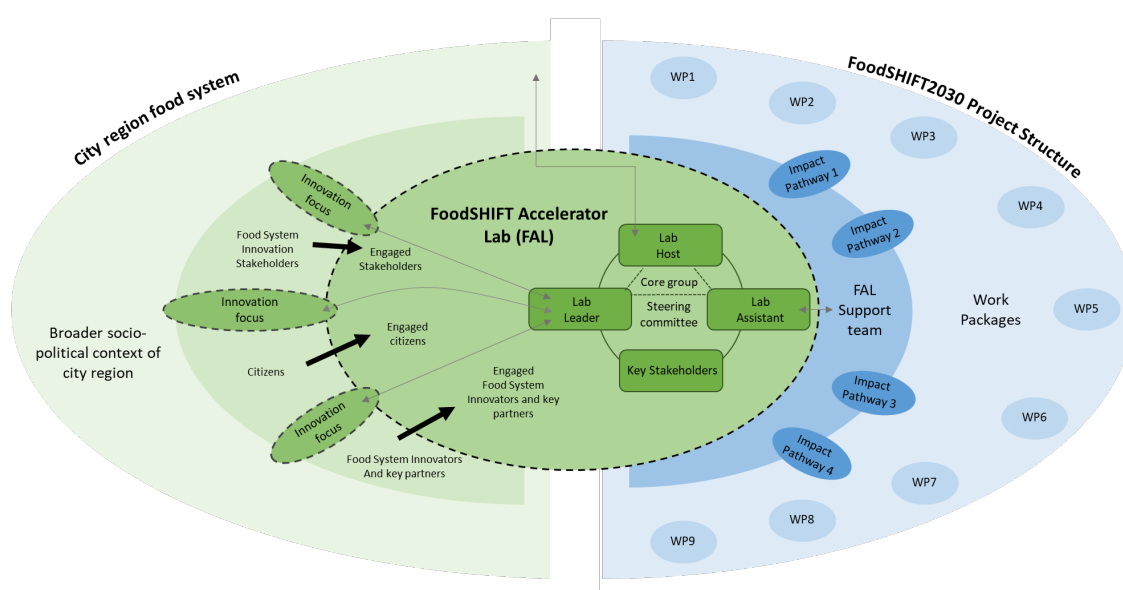 City region food system
FoodSHIFT2030 Project Structure
WP1
WP2
WP3
WP4
WP5
WP6
WP7
WP8
WP9
Work
Packages
Impact
Pathway 1
Impact
Pathway 2
Impact
Pathway 3
Impact
Pathway 4
FAL
Support
team
FoodSHIFT Accelerator
Lab (FAL)
Lab
Host
Core group
Lab
Leader
Steering
committee
Lab
Assistant
Key Stakeholders
Innovation
focus
Food System
Innovation
Stakeholders
Engaged
Stakeholders
Innovation
focus
Broader socio-
political context of
city region
Engaged
citizens
Citizens
Innovation
focus
Engaged
Food System
Innovators and key
partners
Food System Innovators
And key partners